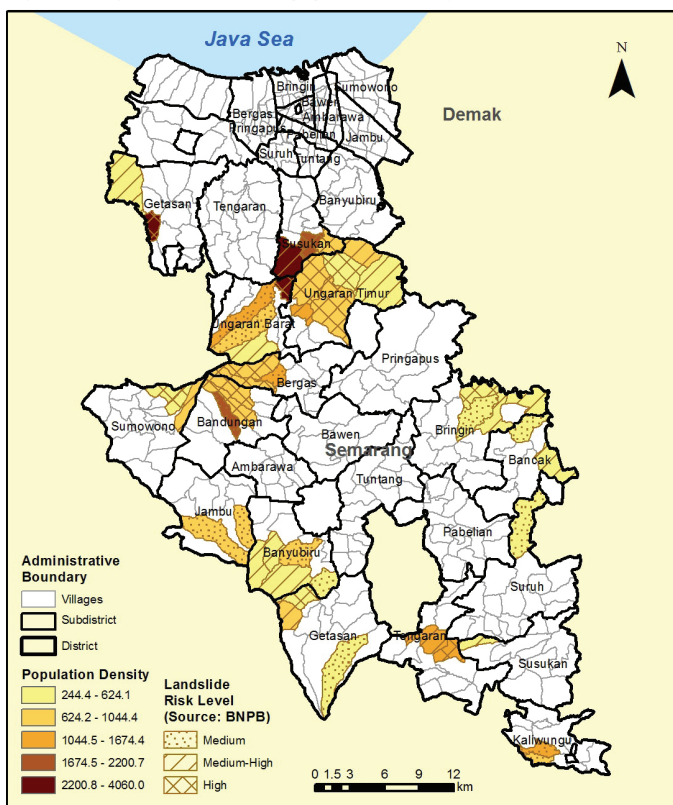 Java Sea
N
Demak
Bringin
Sumowono
Bawen
Bergas
Ambarawa
Pringapus
Pabelian
Jambu
Suruh
Tuntang
Getasan
Tengaran
Banyubiru
Susukan
Ungaran Timur
Ungaran Barat
Pringapus
Bergas
Sumowong
Bandungan
Bringin
Bawen
Semarang
Bancak
Ambarawa
Tuntang
Jambu
Pabelian
Banyubiru
Suruh
Getasan
Tengaran
Susukan
Kaliwungu
Administrative
Boundary
Villages
Subdistrict
District
Population Density
244.4 - 624.1
624.2 - 1044.4
1044.5 - 1674.4
1674.5 - 2200.7
2200.8 - 4060.0
Landslide
Risk Level
(Source: BNPB)
Medium
Medium-High
High
0 1.5 3 6 9 12
km